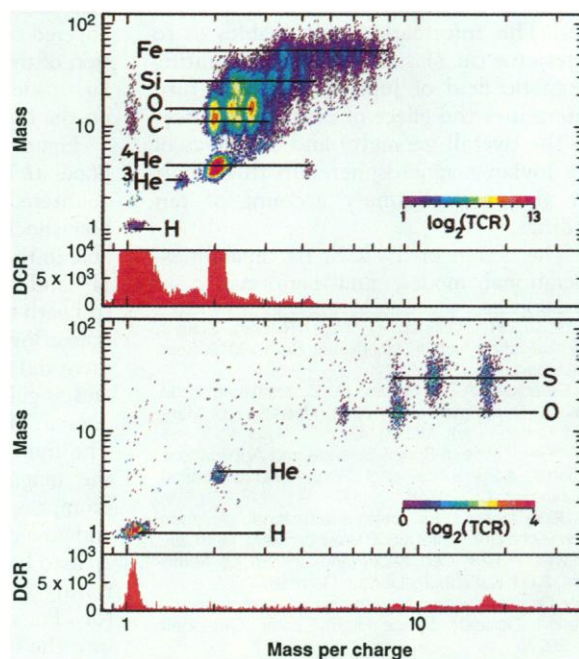 10²
Fe
Si
O
C
⁴He
³He
H
Mass
10
1
1 13
log₂(TCR)
DCR
10⁴
5 x 10³
0
10²
S
O
He
H
Mass
10
1
0 4
log₂(TCR)
DCR
10³
5 x 10²
0
1 10
Mass per charge